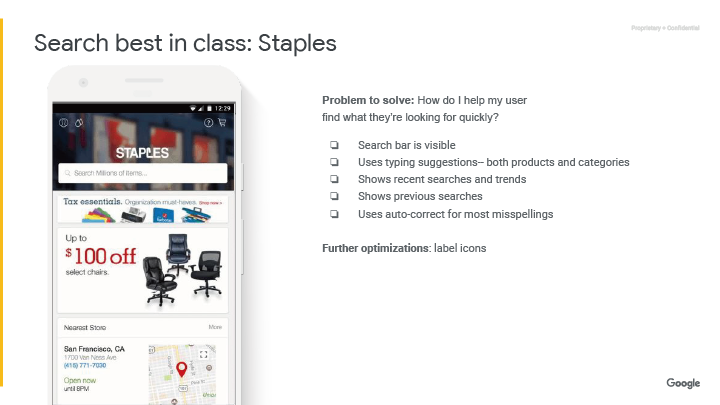 Proprietary + Confidential
Search best in class: Staples
12:29
STAPLES
Search Millions of Items...
Tax essentials. Organization must-haves. Shop now >
Up to
$100 off
select chairs.
Nearest Store
More
San Francisco, CA
1700 Van Ness Ave
(415) 771-7030
Open now
until 8PM
Problem to solve: How do I help my user
find what they're looking for quickly?
❏ Search bar is visible
❏ Uses typing suggestions– both products and categories
❏ Shows recent searches and trends
❏ Shows previous searches
❏ Uses auto-correct for most misspellings
Further optimizations: label icons
Google